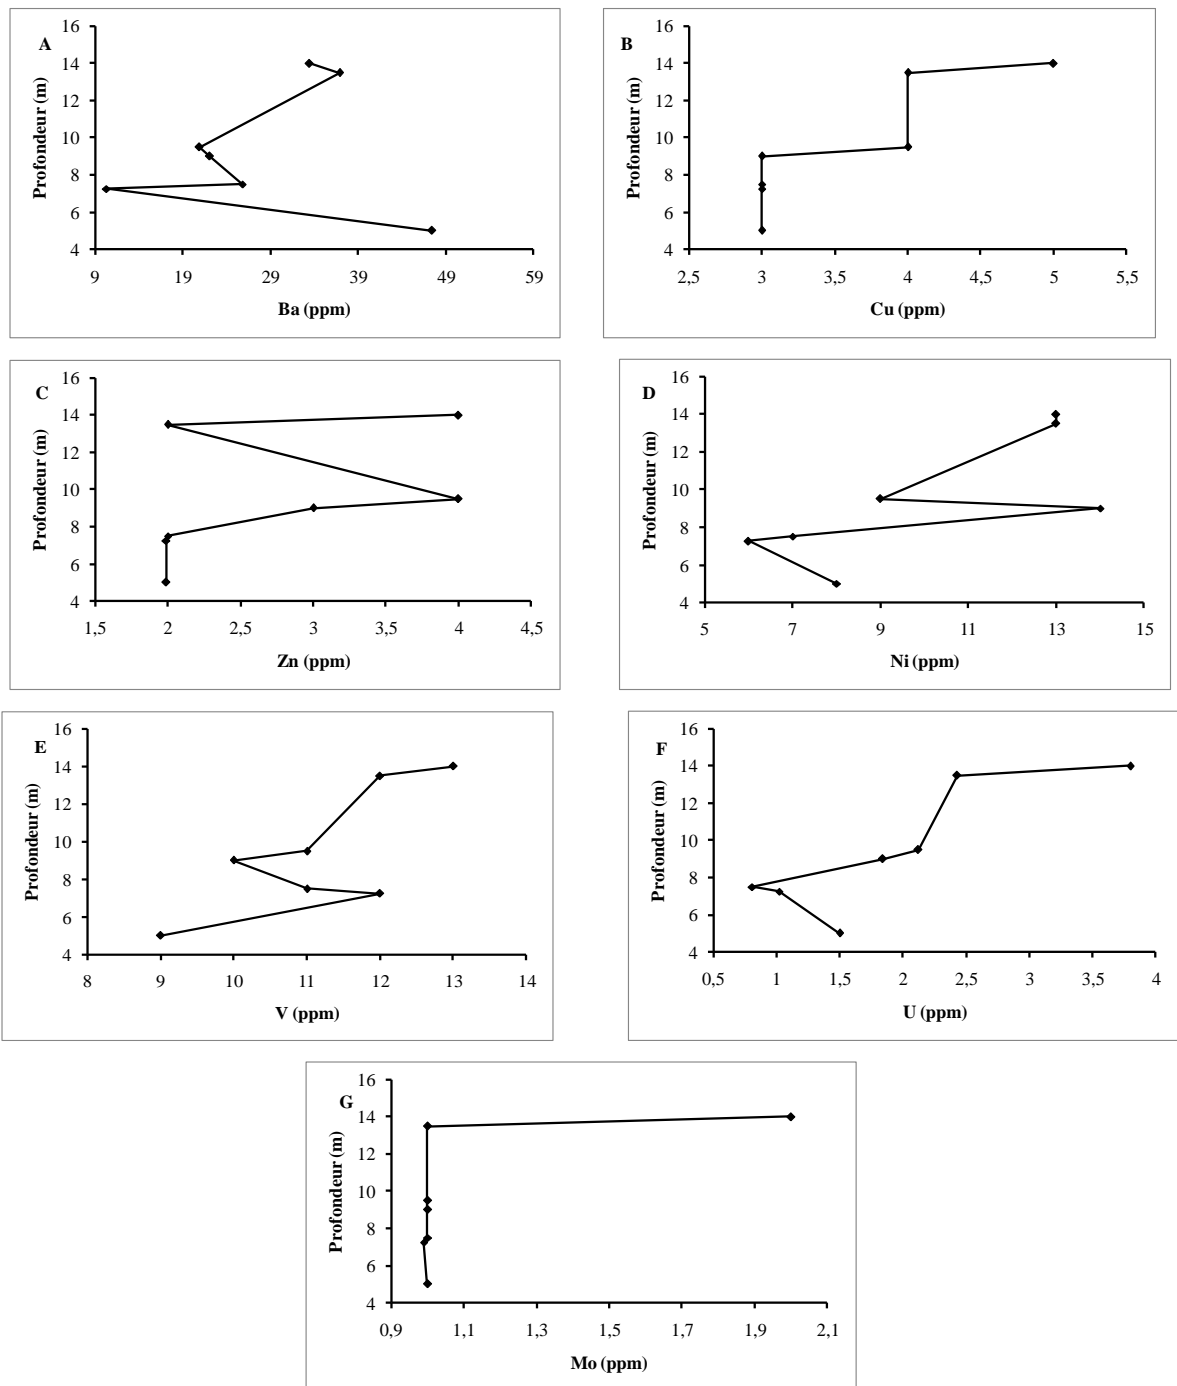 A
Profondeur (m)
16
14
12
10
8
6
4
9 19 29 39 49 59
Ba (ppm)
B
Profondeur (m)
16
14
12
10
8
6
4
2,5 3 3,5 4 4,5 5 5,5
Cu (ppm)
C
Profondeur (m)
16
14
12
10
8
6
4
1,5 2 2,5 3 3,5 4 4,5
Zn (ppm)
D
Profondeur (m)
16
14
12
10
8
6
4
5 7 9 11 13 15
Ni (ppm)
E
Profondeur (m)
16
14
12
10
8
6
4
8 9 10 11 12 13 14
V (ppm)
F
Profondeur (m)
16
14
12
10
8
6
4
0,5 1 1,5 2 2,5 3 3,5 4
U (ppm)
G
Profondeur (m)
16
14
12
10
8
6
4
0,9 1,1 1,3 1,5 1,7 1,9 2,1
Mo (ppm)